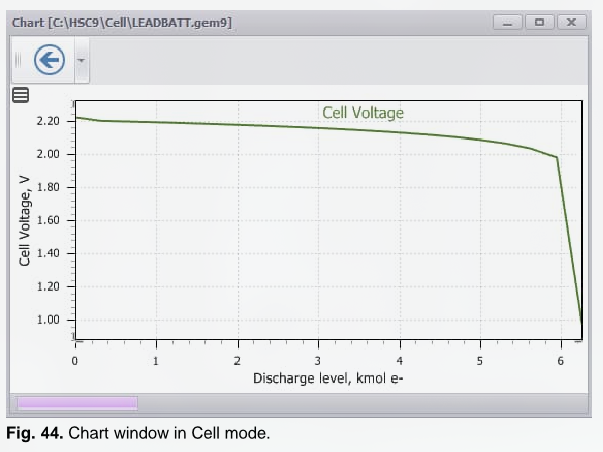 Chart [C:\HSC9\Cell\LEADBATT.gem9]
Cell Voltage
2.20
2.00
1.80
1.60
1.40
1.20
1.00
Cell Voltage, V
0 1 2 3 4 5 6
Discharge level, kmol e-
Fig. 44. Chart window in Cell mode.